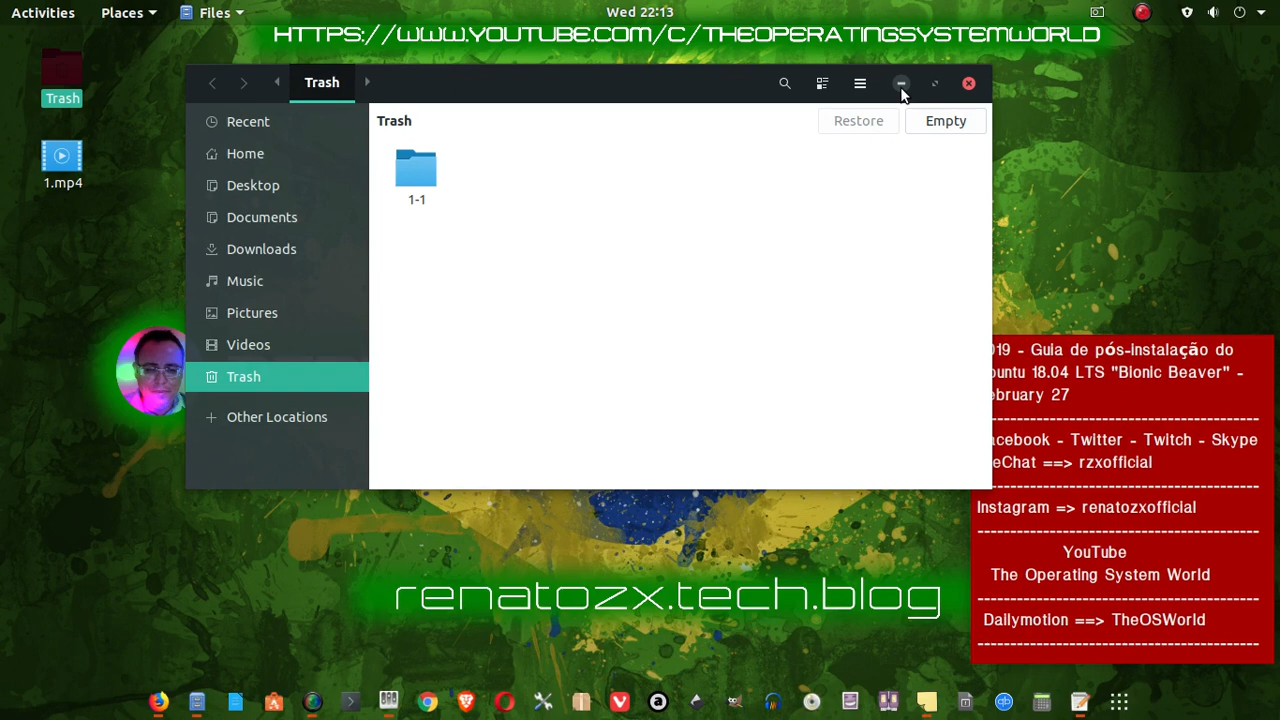 Activities Places Files Wed 22:13
HTTPS://WWW.YOUTUBE.COM/C/THEOPERATINGSYSTEMWORLD
Trash
1.mp4
Trash
Trash
Restore
Empty
Recent
Home
Desktop
Documents
Downloads
Music
Pictures
Videos
Trash
Other Locations
1-1
019 - Guia de pós-Instalação do
buntu 18.04 LTS "Bionic Beaver" -
ebruary 27
------------------------------------------
acebook - Twitter - Twitch - Skype
eChat ==> rzxofficial
------------------------------------------
Instagram => renatozxofficial
------------------------------------------
YouTube
The Operating System World
------------------------------------------
Dailymotion ==> TheOSWorld
------------------------------------------
renatozx.tech.blog